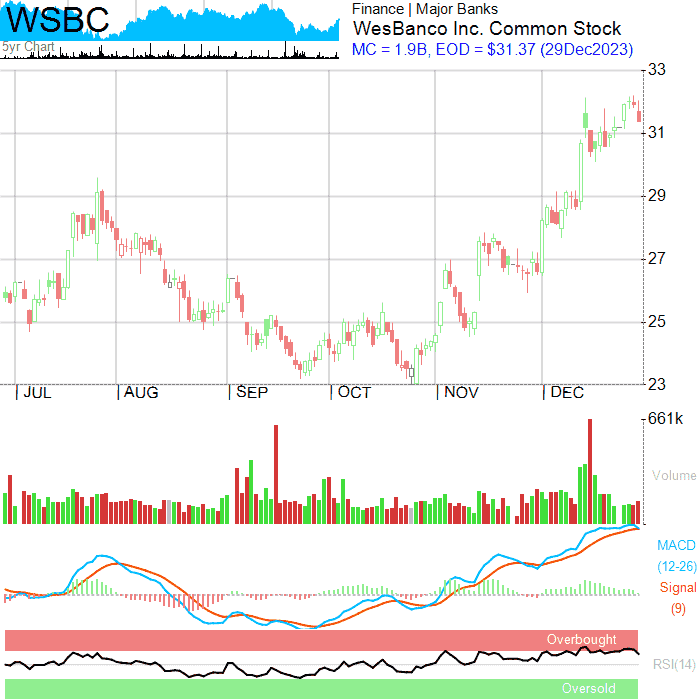 WSBC
5yr Chart
Finance | Major Banks
WesBanco Inc. Common Stock
MC = 1.9B, EOD = $31.37 (29Dec2023)
33
31
29
27
25
23
JUL AUG SEP OCT NOV DEC
661k
Volume
MACD
(12-26)
Signal
(9)
Overbought
RSI(14)
Oversold